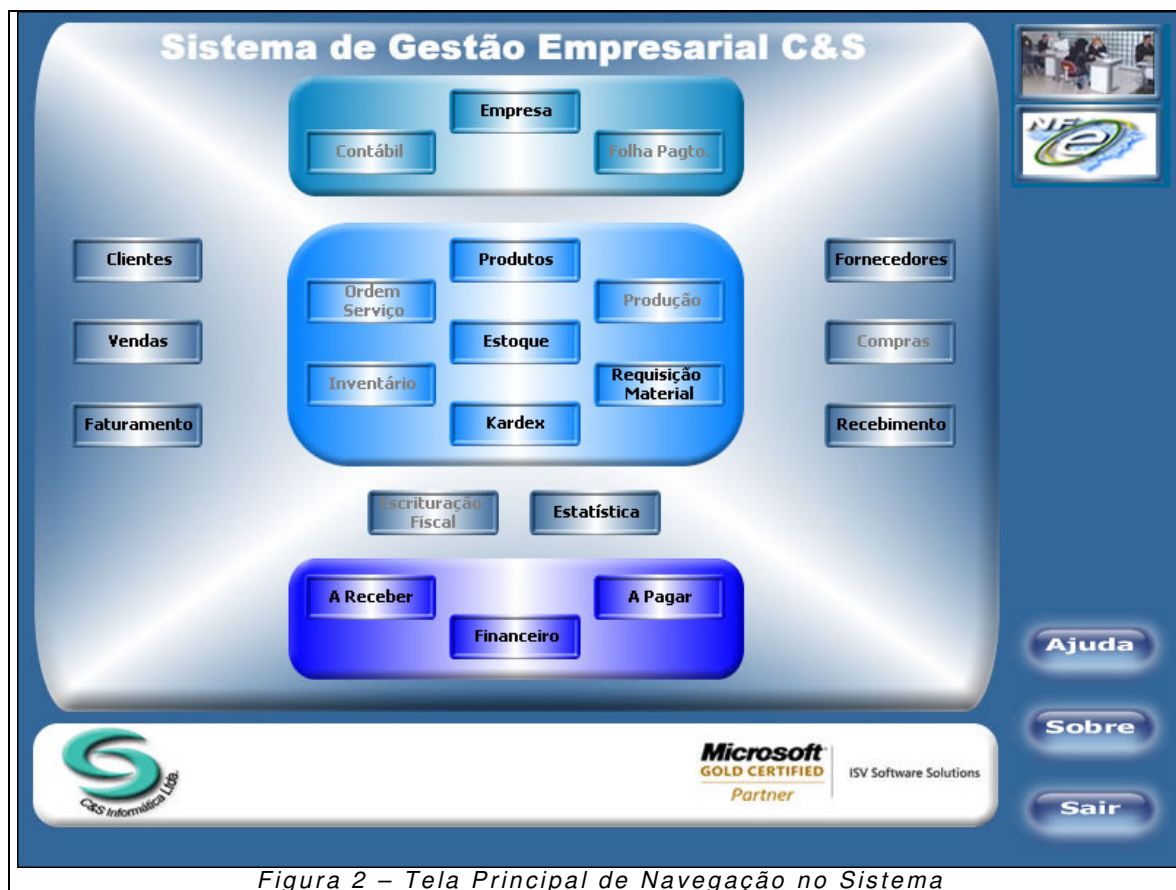 Sistema de Gestão Empresarial C&S
Empresa
Contábil
Folha Pagto.
NFe
Clientes
Produtos
Fornecedores
Ordem
Serviço
Produção
Vendas
Estoque
Compras
Inventário
Requisição
Material
Faturamento
Kardex
Recebimento
Escrituração
Fiscal
Estatística
A Receber
A Pagar
Financeiro
Ajuda
Sobre
Sair
C&S Informática Ltda.
Microsoft
GOLD CERTIFIED
Partner
ISV Software Solutions
Figura 2 – Tela Principal de Navegação no Sistema